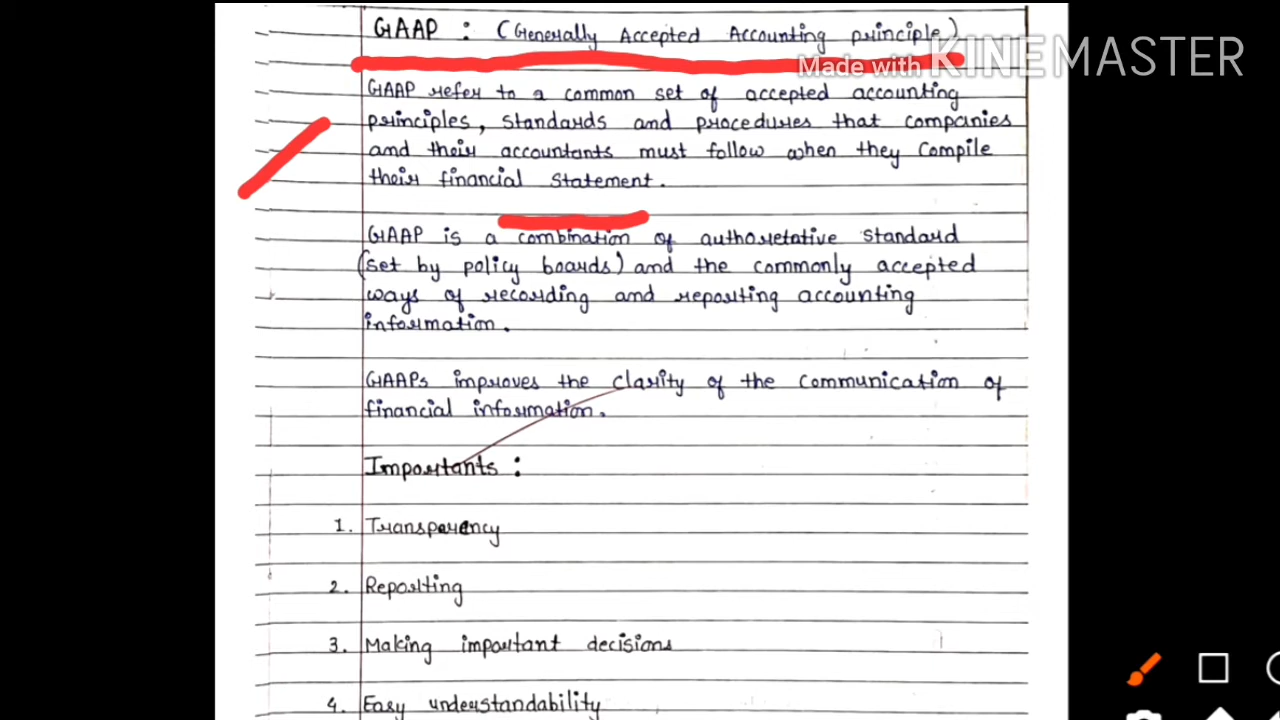 GAAP : (Generally Accepted Accounting principle)
Made with KINEMASTER
GAAP refer to a common set of accepted accounting
principles, standards and procedures that companies
and their accountants must follow when they compile
their financial statement.
GAAP is a combination of authoretative standard
(set by policy boards) and the commonly accepted
ways of recording and reporting accounting
information.
GAAPs improves the clarity of the communication of
financial information.
Importants :
1. Transparency
2. Reporting
3. Making important decisions
4. Easy understandability